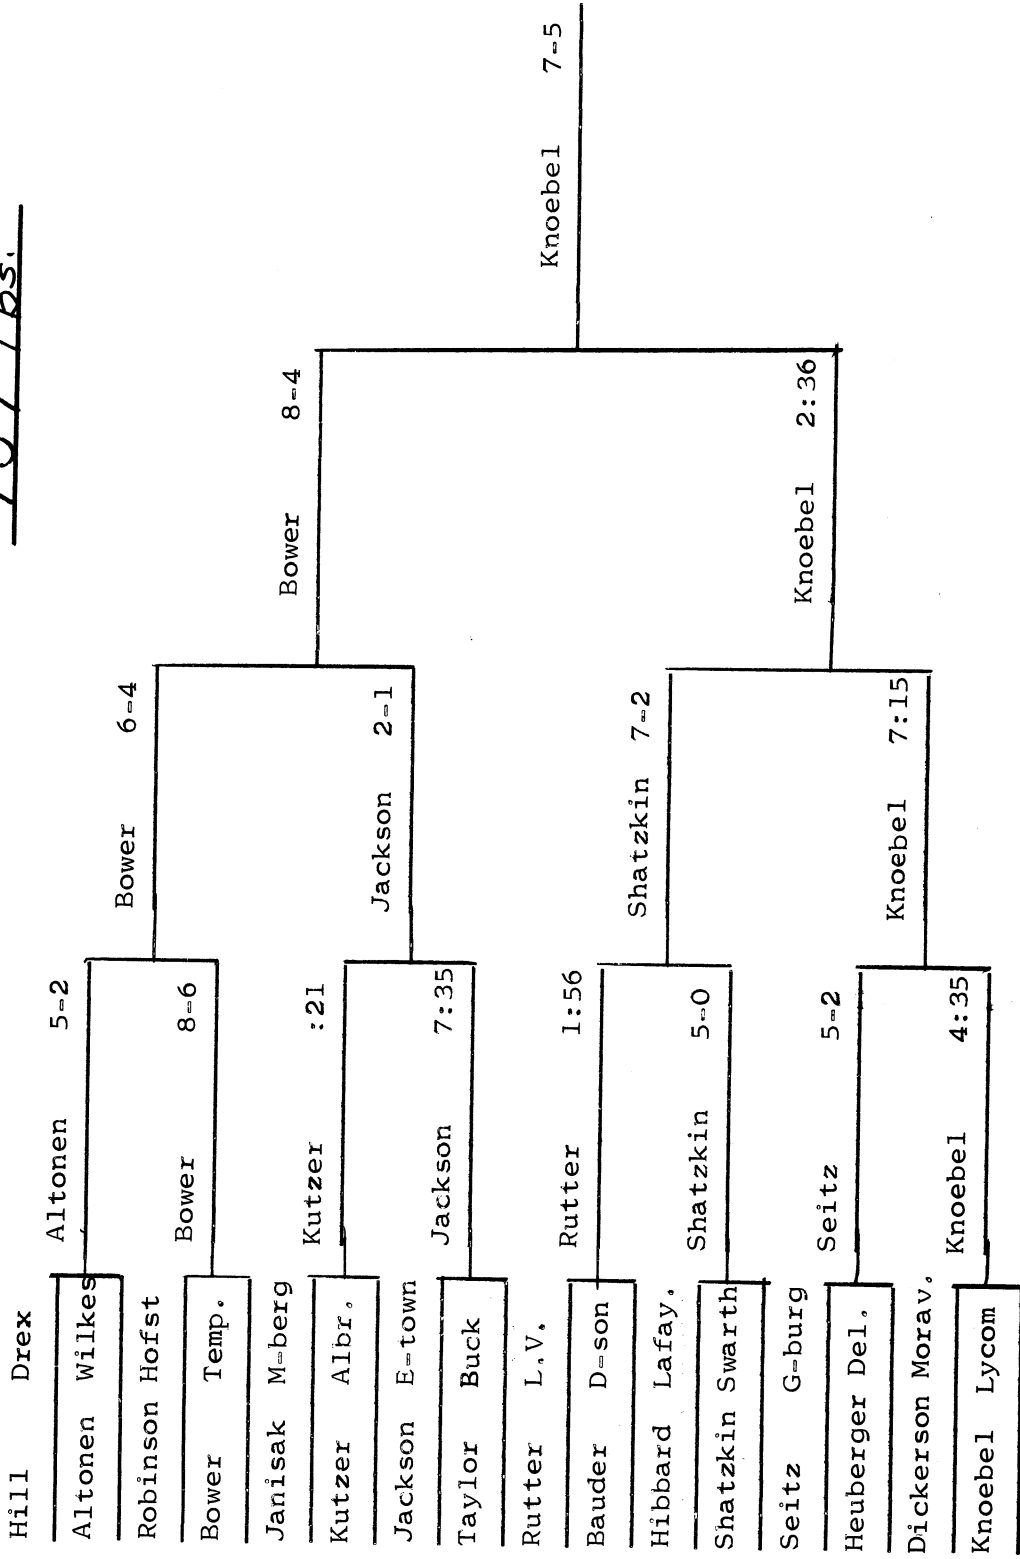 lbs.
Hill Drex
Altonen 5-2
Altonen Wilkes
Bower 6-4
Robinson Hofst
Bower 8-6
Bower Temp.
Bower 8-4
Janisak M-berg
Kutzer :21
Kutzer Albr.
Jackson 2-1
Jackson E-town
Jackson 7:35
Taylor Buck
Knoebel 7-5
Rutter L.V.
Rutter 1:56
Bauder D-son
Shatzkin 7-2
Hibbard Lafay.
Shatzkin 5-0
Shatzkin Swarth
Knoebel 2:36
Seitz G-burg
Seitz 5-2
Heuberger Del.
Knoebel 7:15
Dickerson Morav.
Knoebel 4:35
Knoebel Lycom